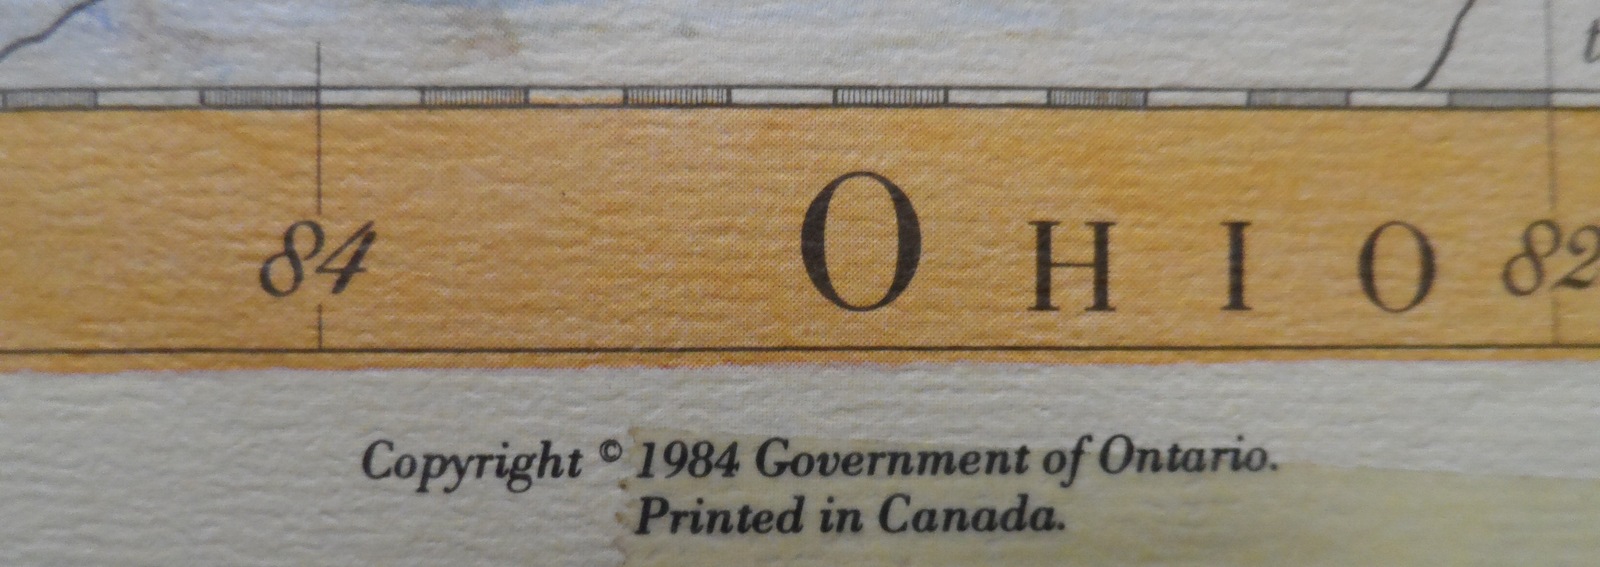 84 OHIO 82
Copyright © 1984 Government of Ontario.
Printed in Canada.